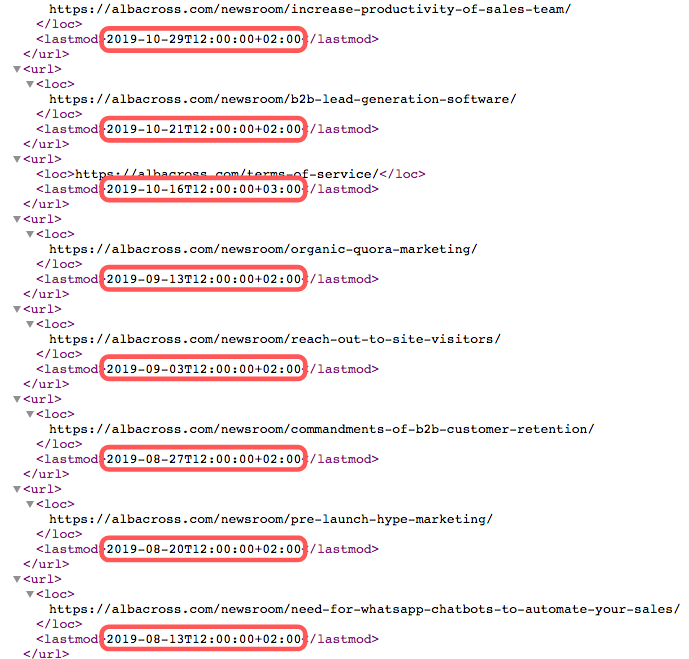 https://albacross.com/newsroom/increase-productivity-of-sales-team/
</loc>
<lastmod>2019-10-29T12:00:00+02:00</lastmod>
</url>
▼<url>
▼<loc>
https://albacross.com/newsroom/b2b-lead-generation-software/
</loc>
<lastmod>2019-10-21T12:00:00+02:00</lastmod>
</url>
▼<url>
<loc>https://albacross.com/terms-of-service/</loc>
<lastmod>2019-10-16T12:00:00+03:00</lastmod>
</url>
▼<url>
▼<loc>
https://albacross.com/newsroom/organic-quora-marketing/
</loc>
<lastmod>2019-09-13T12:00:00+02:00</lastmod>
</url>
▼<url>
▼<loc>
https://albacross.com/newsroom/reach-out-to-site-visitors/
</loc>
<lastmod>2019-09-03T12:00:00+02:00</lastmod>
</url>
▼<url>
▼<loc>
https://albacross.com/newsroom/commandments-of-b2b-customer-retention/
</loc>
<lastmod>2019-08-27T12:00:00+02:00</lastmod>
</url>
▼<url>
▼<loc>
https://albacross.com/newsroom/pre-launch-hype-marketing/
</loc>
<lastmod>2019-08-20T12:00:00+02:00</lastmod>
</url>
▼<url>
▼<loc>
https://albacross.com/newsroom/need-for-whatsapp-chatbots-to-automate-your-sales/
</loc>
<lastmod>2019-08-13T12:00:00+02:00</lastmod>
</url>